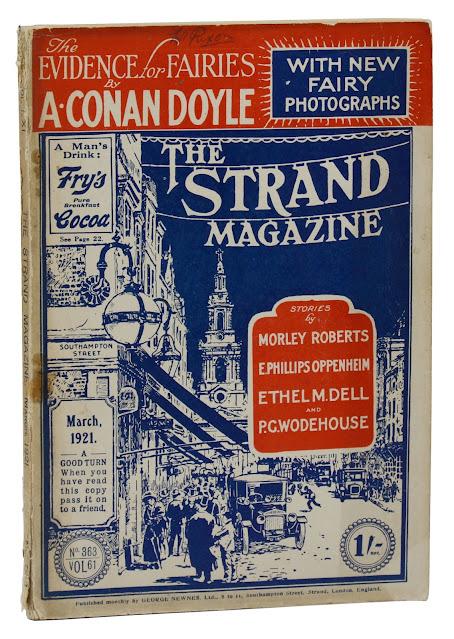 The
EVIDENCE for FAIRIES
By
A. CONAN DOYLE
WITH NEW
FAIRY
PHOTOGRAPHS
A Man's
Drink:
Fry's
Pure
Breakfast
Cocoa
See Page 22.
THE
STRAND
MAGAZINE
SOUTHAMPTON
STREET
STORIES
by
MORLEY ROBERTS
E. PHILLIPS OPPENHEIM
ETHEL M. DELL
AND
P.G. WODEHOUSE
March,
1921.
A
GOOD TURN
When you
have read
this copy
pass it on
to a friend.
No. 363
VOL 61
1/-
NET.
Published monthly by GEORGE NEWNES, Ltd., 8 to 11, Southampton Street, Strand, London, England.
THE STRAND MAGAZINE